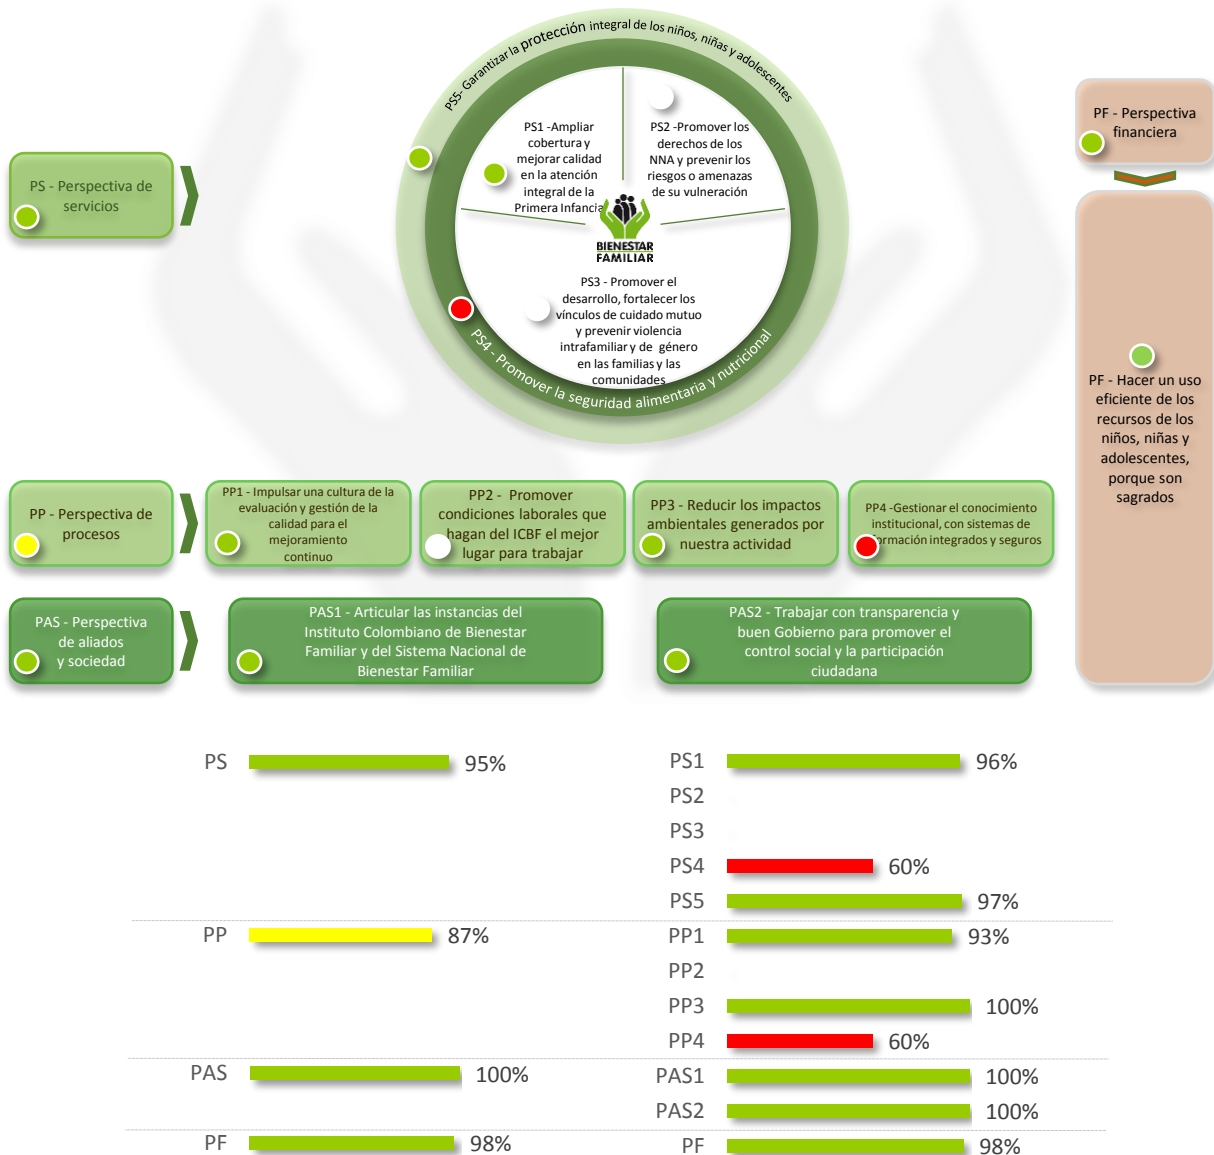 PS5- Garantizar la protección integral de los niños, niñas y adolescentes
PS - Perspectiva de
servicios
PS1 -Ampliar
cobertura y
mejorar calidad
en la atención
integral de la
Primera Infancia
PS2 -Promover los
derechos de los
NNA y prevenir los
riesgos o amenazas
de su vulneración
BIENESTAR
FAMILIAR
PS3 - Promover el
desarrollo, fortalecer los
vínculos de cuidado mutuo
y prevenir violencia
intrafamiliar y de género
en las familias y las
comunidades
PS4 - Promover la seguridad alimentaria y nutricional
PF - Perspectiva
financiera
PF - Hacer un uso
eficiente de los
recursos de los
niños, niñas y
adolescentes,
porque son
sagrados
PP - Perspectiva de
procesos
PP1 - Impulsar una cultura de la
evaluación y gestión de la
calidad para el
mejoramiento
continuo
PP2 - Promover
condiciones laborales que
hagan del ICBF el mejor
lugar para trabajar
PP3 - Reducir los impactos
ambientales generados por
nuestra actividad
PP4 -Gestionar el conocimiento
institucional, con sistemas de
formación integrados y seguros
PAS - Perspectiva
de aliados
y sociedad
PAS1 - Articular las instancias del
Instituto Colombiano de Bienestar
Familiar y del Sistema Nacional de
Bienestar Familiar
PAS2 - Trabajar con transparencia y
buen Gobierno para promover el
control social y la participación
ciudadana
PS 95%
PS1 96%
PS2
PS3
PS4 60%
PS5 97%
PP 87%
PP1 93%
PP2
PP3 100%
PP4 60%
PAS 100%
PAS1 100%
PAS2 100%
PF 98%
PF 98%